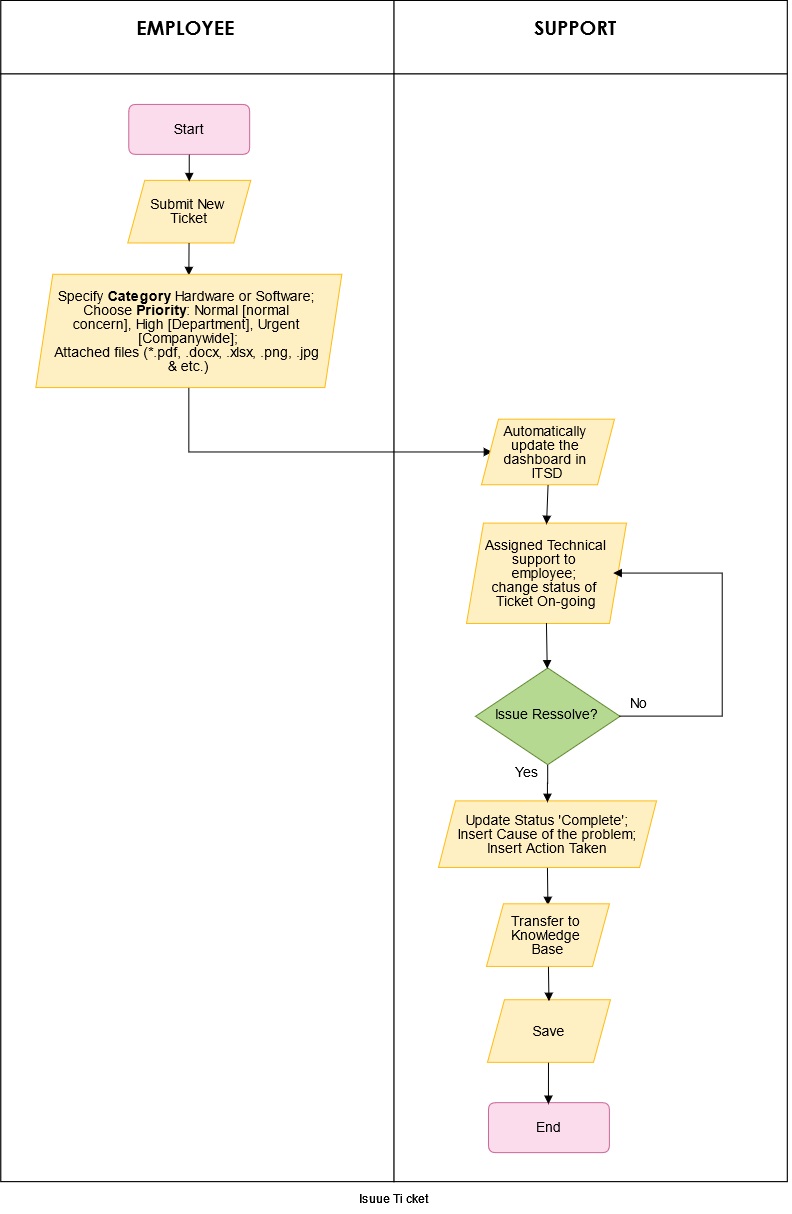 EMPLOYEE
SUPPORT
Start
Submit New
Ticket
Specify Category Hardware or Software;
Choose Priority: Normal [normal
concern], High [Department], Urgent
[Companywide];
Attached files (*.pdf, .docx, .xlsx, .png, .jpg
& etc.)
Automatically
update the
dashboard in
ITSD
Assigned Technical
support to
employee;
change status of
Ticket On-going
Issue Ressolve?
No
Yes
Update Status 'Complete';
Insert Cause of the problem;
Insert Action Taken
Transfer to
Knowledge
Base
Save
End
Isuue Ti cket